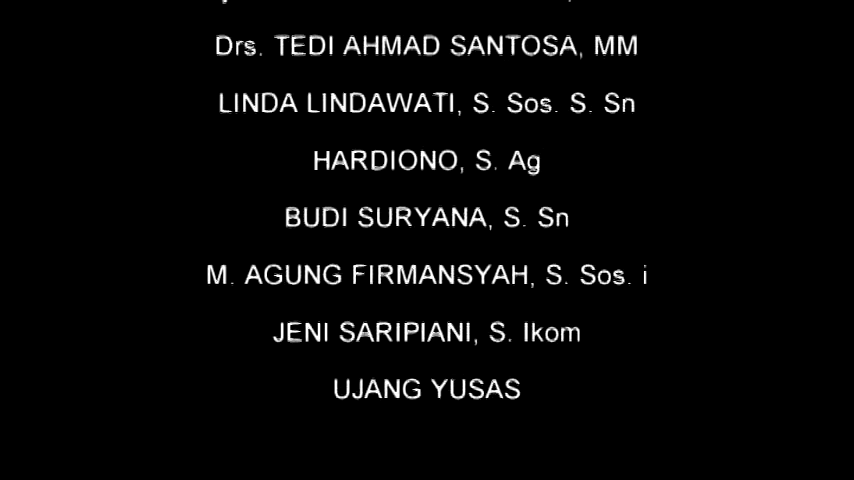 Drs. TEDI AHMAD SANTOSA, MM
LINDA LINDAWATI, S. Sos. S. Sn
HARDIONO, S. Ag
BUDI SURYANA, S. Sn
M. AGUNG FIRMANSYAH, S. Sos. i
JENI SARIPIANI, S. Ikom
UJANG YUSAS